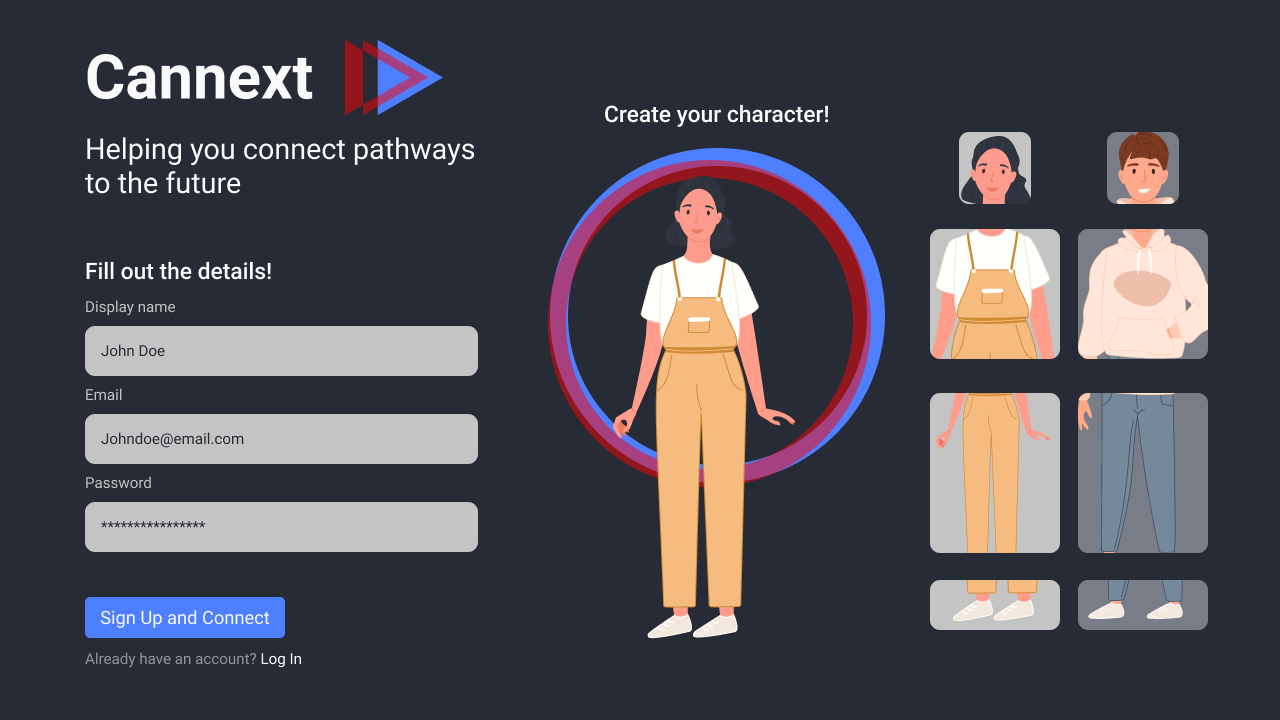 Cannext
Helping you connect pathways
to the future
Fill out the details!
Display name
John Doe
Email
Johndoe@email.com
Password
****************
Sign Up and Connect
Already have an account? Log In
Create your character!